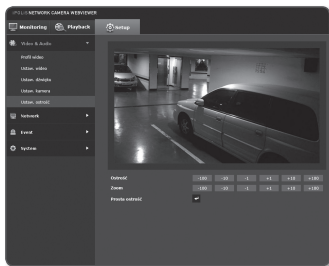 iPOLiS NETWORK CAMERA WEBVIEWER
Monitoring Playback Setup
Video & Audio
Profil wideo
Ustaw. wideo
Ustaw. dźwięku
Ustaw. kamera
Ustaw. ostrość
Network
Event
System
Ostrość -100 -10 -1 +1 +10 +100
Zoom -100 -10 -1 +1 +10 +100
Prosta ostrość